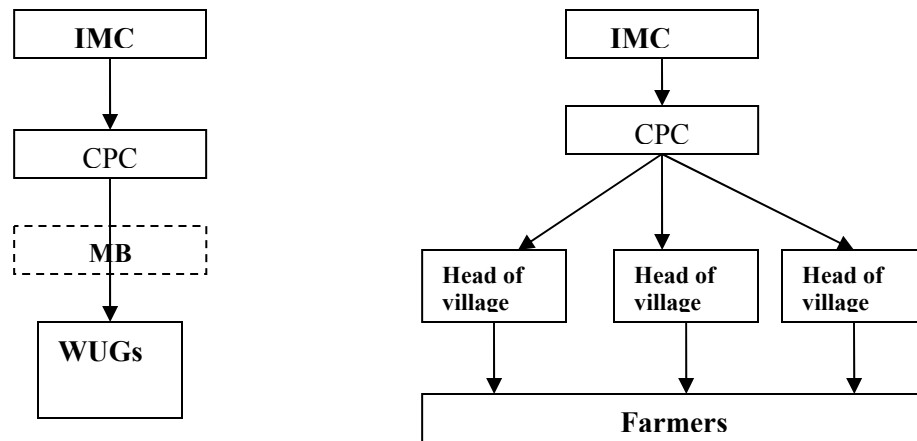 IMC
CPC
MB
WUGs
IMC
CPC
Head of
village
Head of
village
Head of
village
Farmers